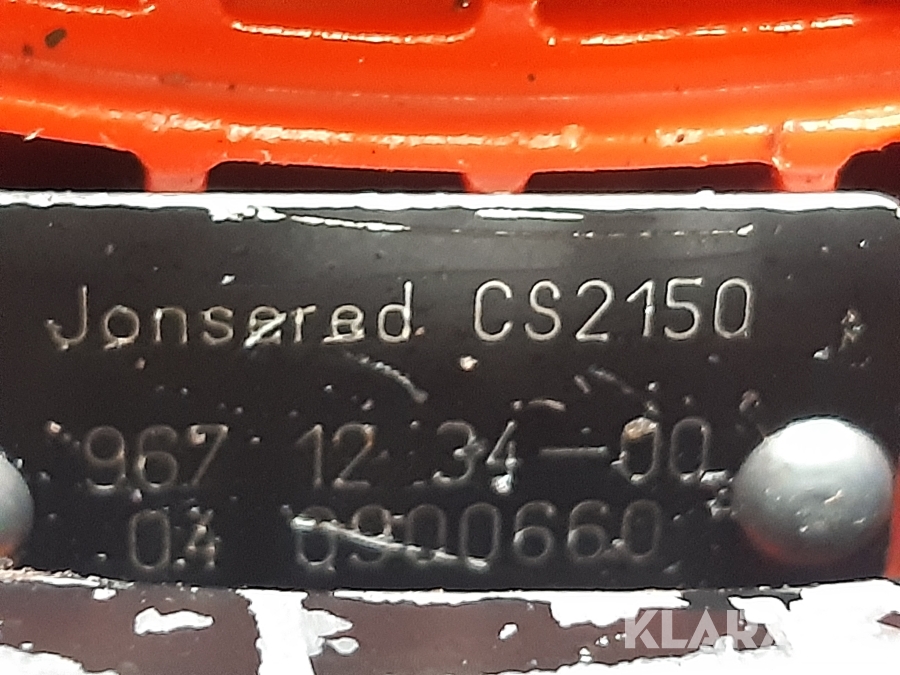 Jonsered CS2150
967 12 34-00
04 0900660
KLARA